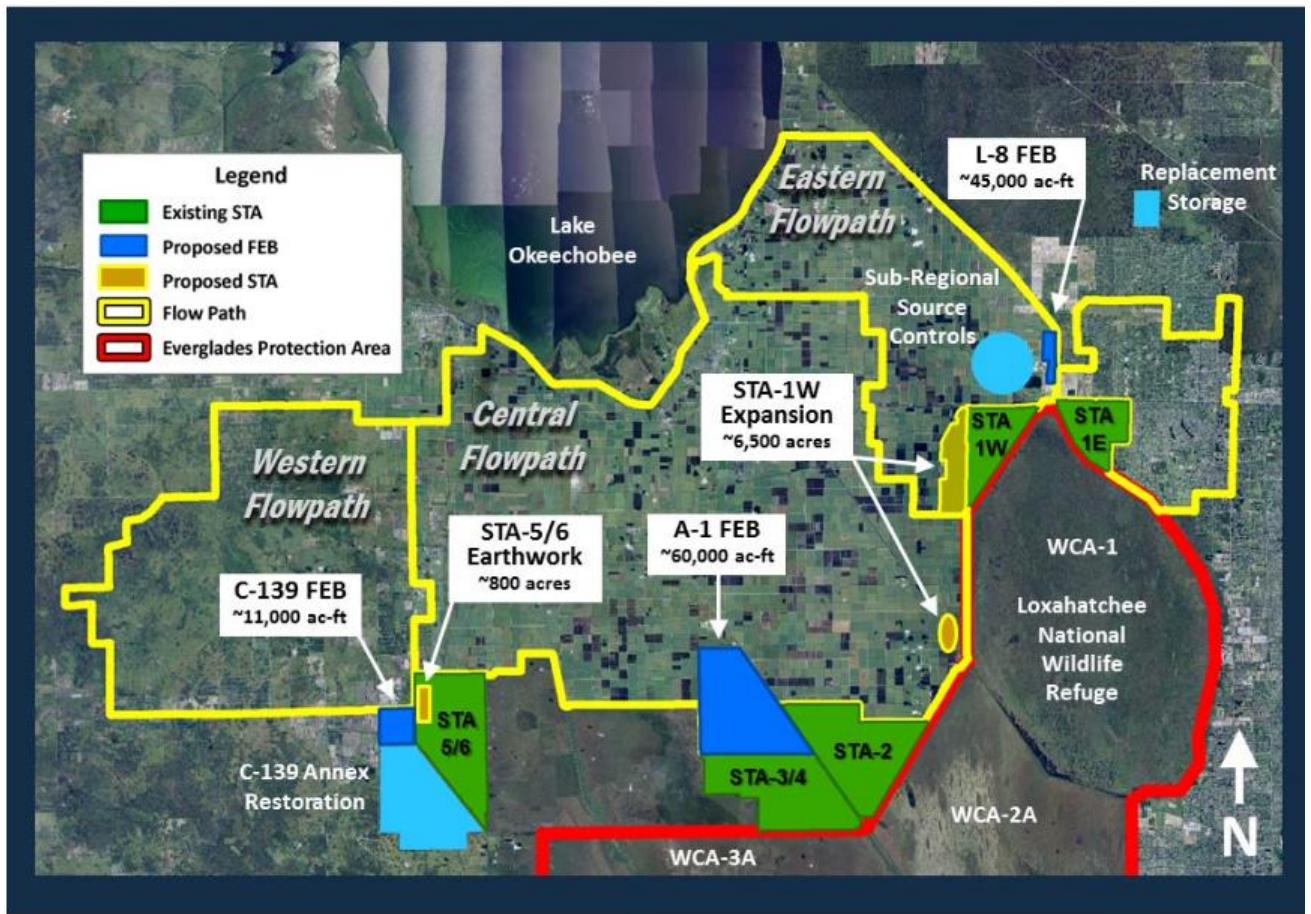 Legend
Existing STA
Proposed FEB
Proposed STA
Flow Path
Everglades Protection Area
Lake
Okeechobee
Eastern
Flowpath
L-8 FEB
~45,000 ac-ft
Replacement
Storage
Sub-Regional
Source
Controls
STA-1W
Expansion
~6,500 acres
STA
1W
STA
1E
Central
Flowpath
Western
Flowpath
STA-5/6
Earthwork
~800 acres
A-1 FEB
~60,000 ac-ft
C-139 FEB
~11,000 ac-ft
WCA-1
Loxahatchee
National
Wildlife
Refuge
STA
5/6
STA-2
STA-3/4
C-139 Annex
Restoration
WCA-2A
WCA-3A
N